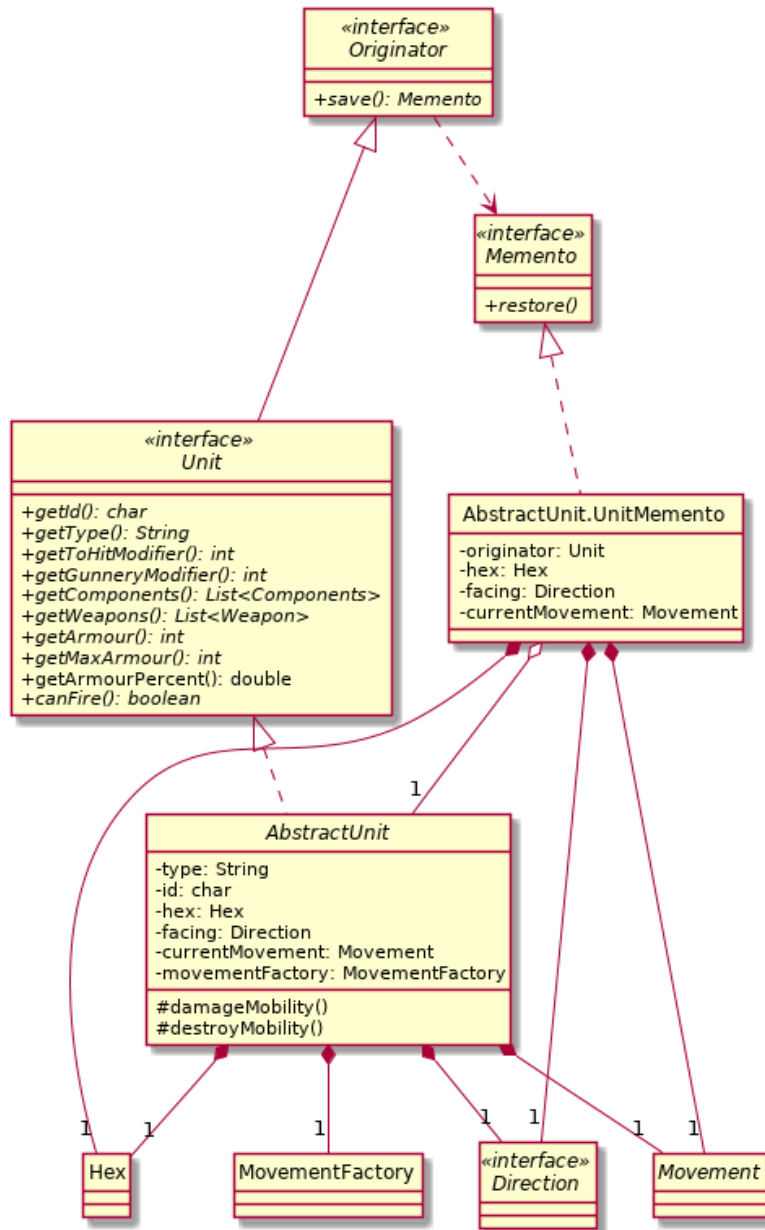 «interface»
Originator
+save(): Memento
«interface»
Memento
+restore()
«interface»
Unit
+getId(): char
+getType(): String
+getToHitModifier(): int
+getGunneryModifier(): int
+getComponents(): List<Components>
+getWeapons(): List<Weapon>
+getArmour(): int
+getMaxArmour(): int
+getArmourPercent(): double
+canFire(): boolean
AbstractUnit.UnitMemento
-originator: Unit
-hex: Hex
-facing: Direction
-currentMovement: Movement
1
AbstractUnit
-type: String
-id: char
-hex: Hex
-facing: Direction
-currentMovement: Movement
-movementFactory: MovementFactory
#damageMobility()
#destroyMobility()
1 1 1 1 1 1 1
Hex
MovementFactory
«interface»
Direction
Movement